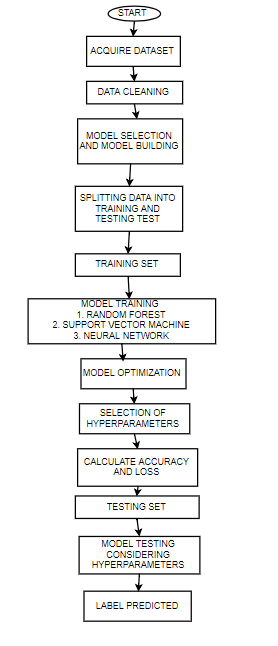 START
ACQUIRE DATASET
DATA CLEANING
MODEL SELECTION
AND MODEL BUILDING
SPLITTING DATA INTO
TRAINING AND
TESTING TEST
TRAINING SET
MODEL TRAINING
1. RANDOM FOREST
2. SUPPORT VECTOR MACHINE
3. NEURAL NETWORK
MODEL OPTIMIZATION
SELECTION OF
HYPERPARAMETERS
CALCULATE ACCURACY
AND LOSS
TESTING SET
MODEL TESTING
CONSIDERING
HYPERPARAMETERS
LABEL PREDICTED